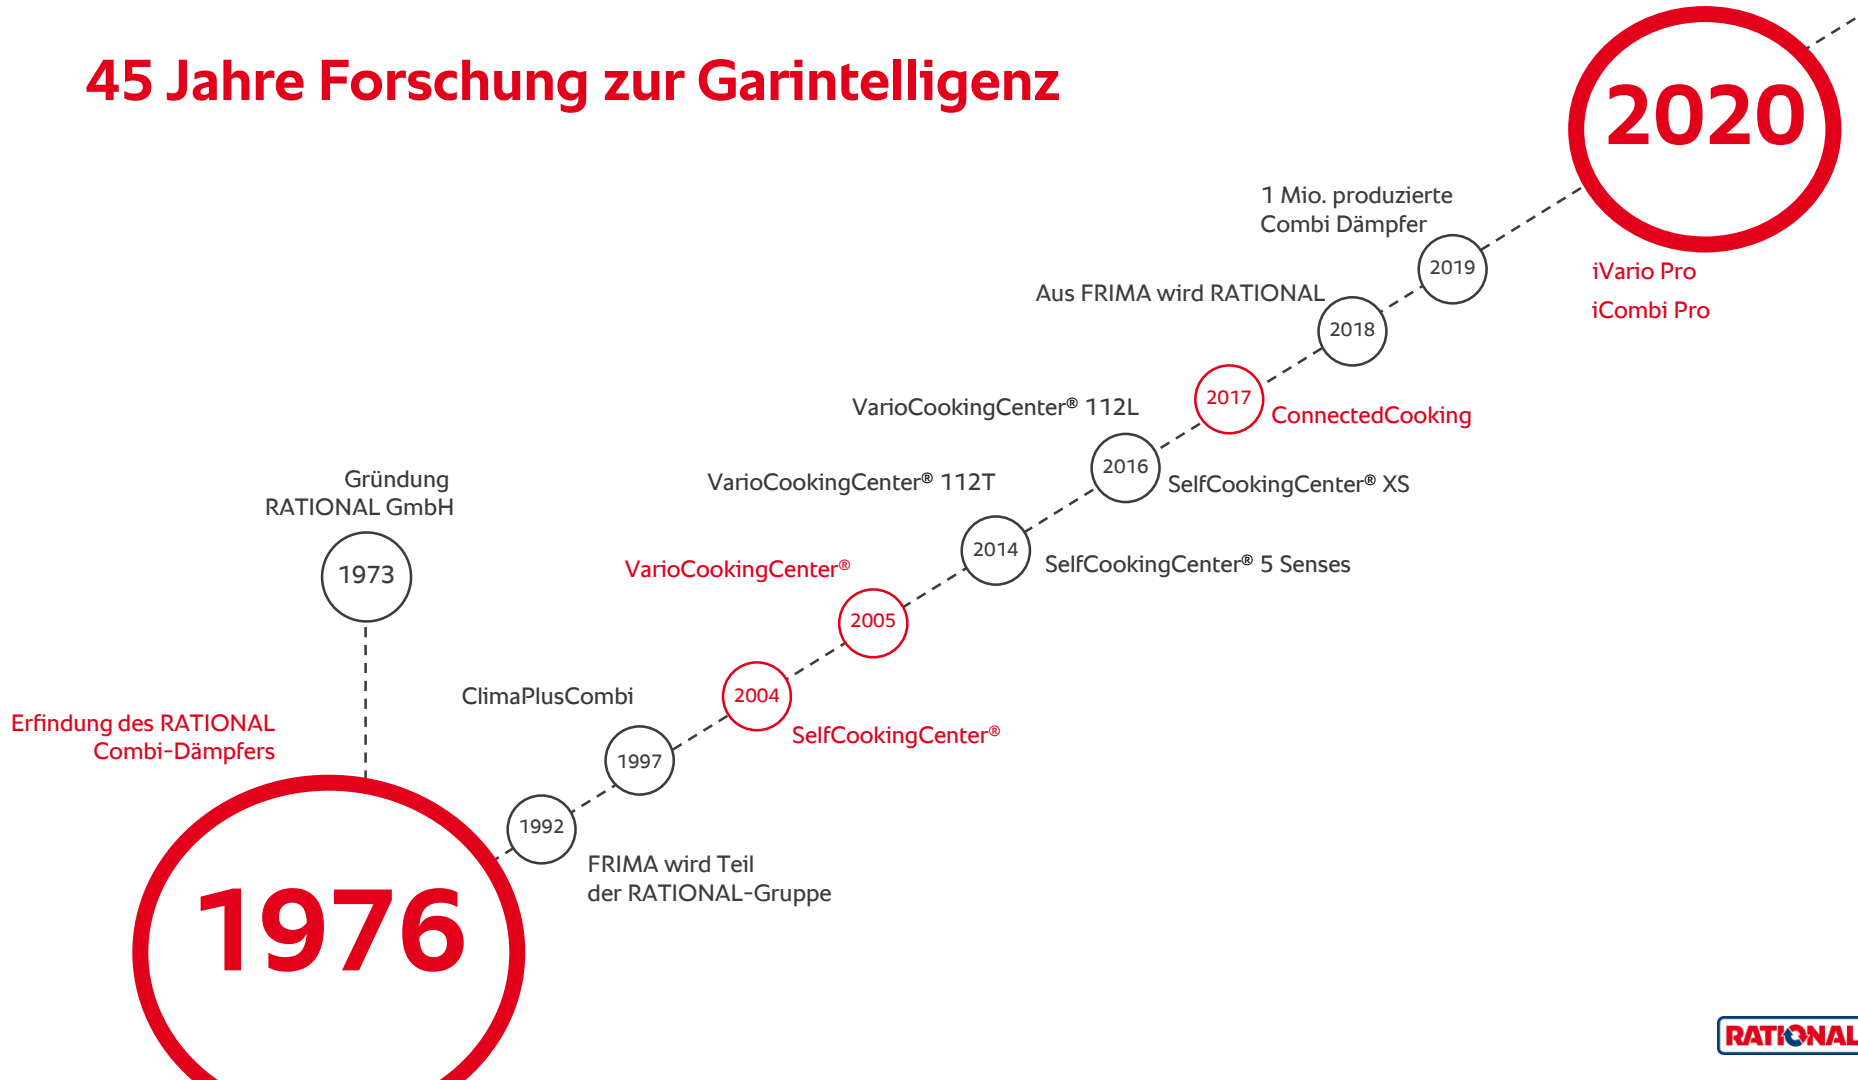 45 Jahre Forschung zur Garintelligenz
2020
1 Mio. produzierte
Combi Dämpfer
2019
iVario Pro
iCombi Pro
Aus FRIMA wird RATIONAL
2018
2017
ConnectedCooking
VarioCookingCenter® 112L
2016
SelfCookingCenter® XS
VarioCookingCenter® 112T
2014
SelfCookingCenter® 5 Senses
Gründung
RATIONAL GmbH
1973
VarioCookingCenter®
2005
ClimaPlusCombi
2004
SelfCookingCenter®
Erfindung des RATIONAL
Combi-Dämpfers
1997
1992
FRIMA wird Teil
der RATIONAL-Gruppe
1976
RATIONAL